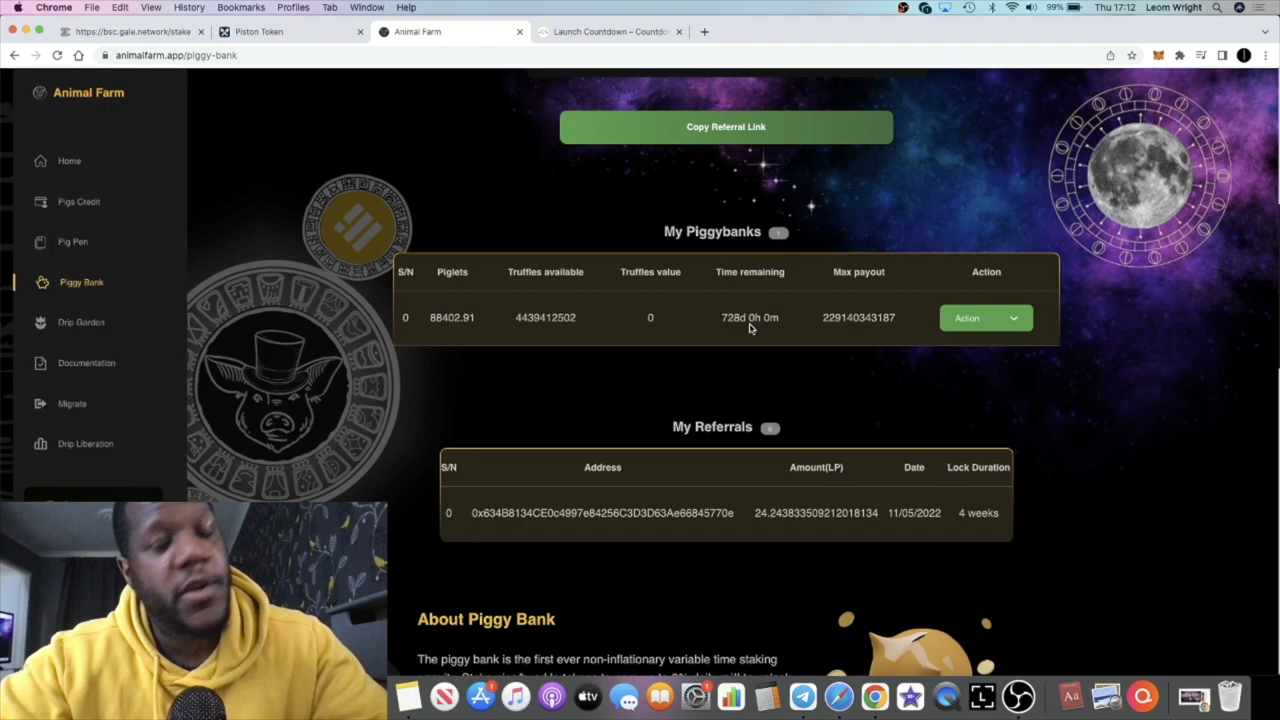 Chrome File Edit View History Bookmarks Profiles Tab Window Help 99% Thu 17:12 Leom Wright
https://bsc.gale.network/stake Piston Token Animal Farm Launch Countdown – Countdo
animalfarm.app/piggy-bank
Animal Farm
Home
Pigs Credit
Pig Pen
Piggy Bank
Drip Garden
Documentation
Migrate
Drip Liberation
Copy Referral Link
My Piggybanks 1
S/N Piglets Truffles available Truffles value Time remaining Max payout Action
0 88402.91 4439412502 0 728d 0h 0m 229140343187 Action
My Referrals
S/N Address Amount(LP) Date Lock Duration
0 0x634B8134CE0c4997e84256C3D3D63Ae66845770e 24.243833509212018134 11/05/2022 4 weeks
About Piggy Bank
The piggy bank is the first ever non-inflationary variable time staking